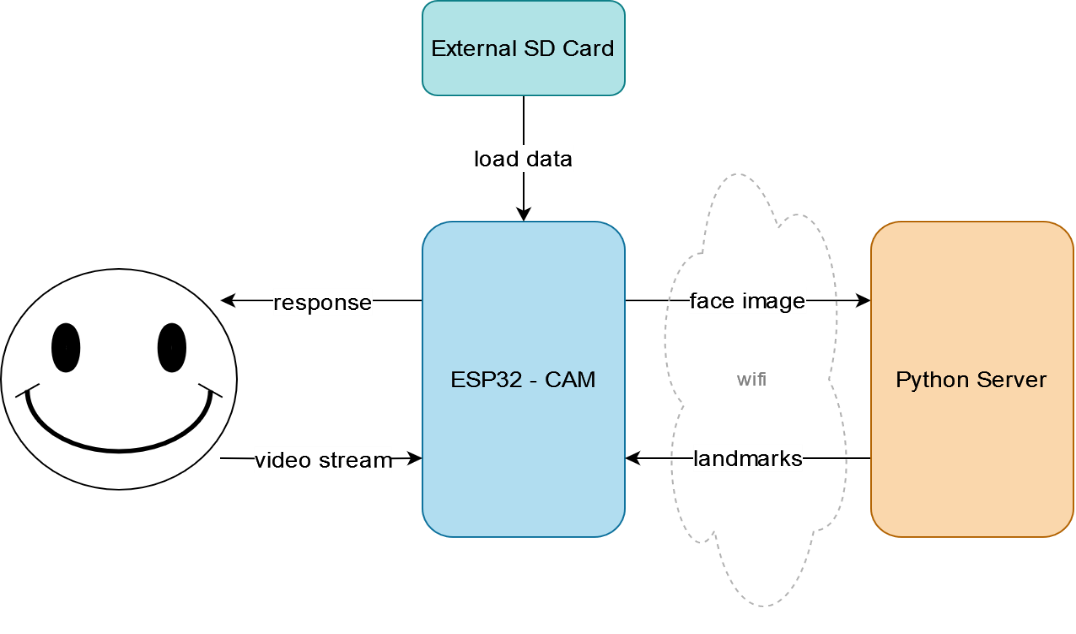 External SD Card
load data
response
face image
ESP32 - CAM
wifi
Python Server
video stream
landmarks